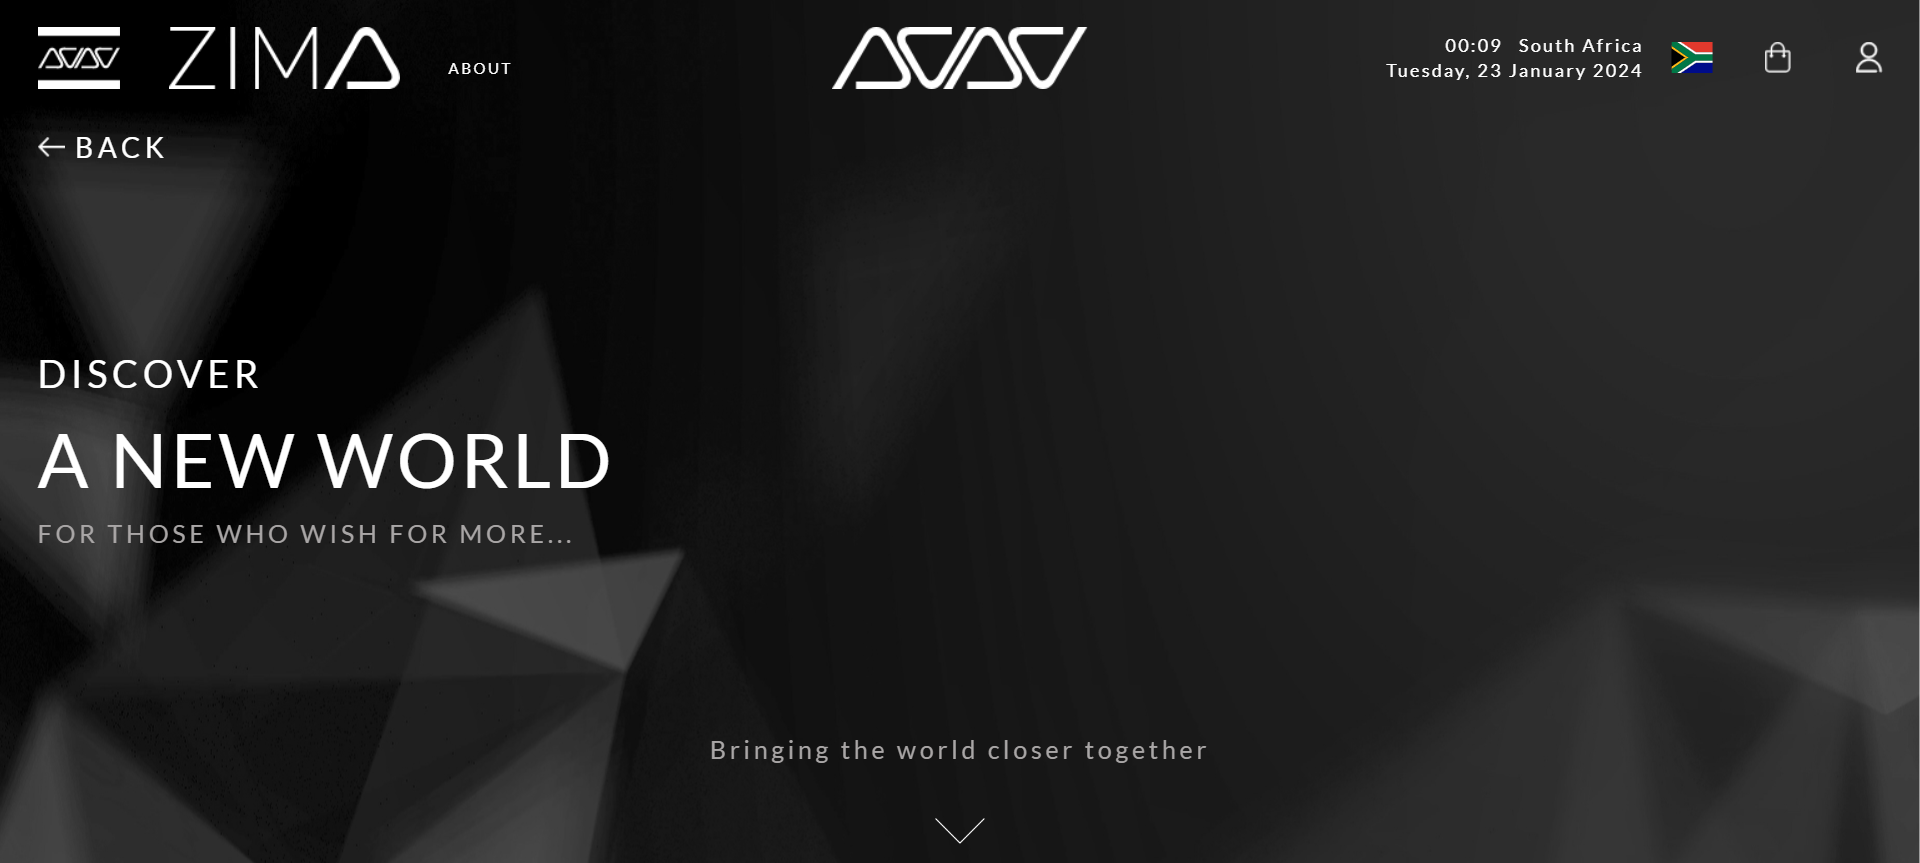 ZIMA
ABOUT
00:09 South Africa
Tuesday, 23 January 2024
BACK
DISCOVER
A NEW WORLD
FOR THOSE WHO WISH FOR MORE...
Bringing the world closer together